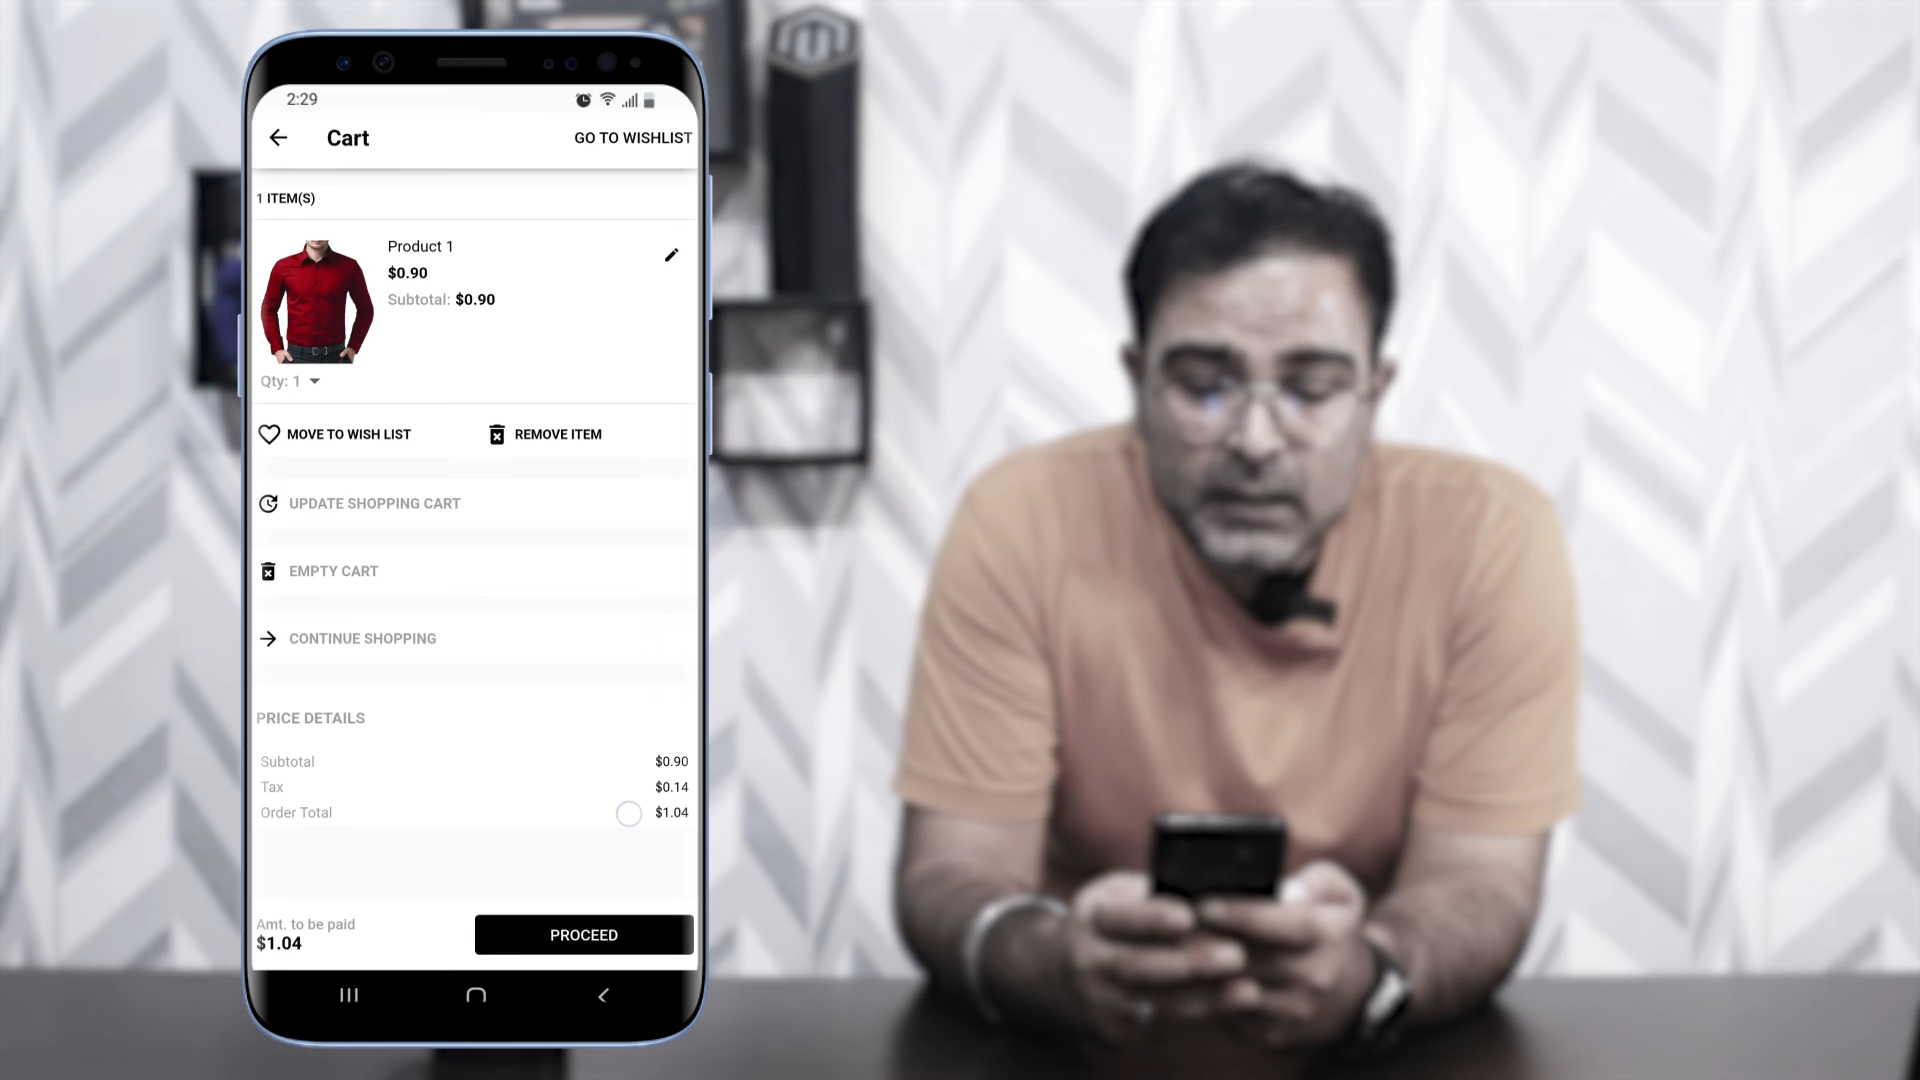 2:29
Cart
GO TO WISHLIST
1 ITEM(S)
Product 1
$0.90
Subtotal: $0.90
Qty: 1
MOVE TO WISH LIST
REMOVE ITEM
UPDATE SHOPPING CART
EMPTY CART
CONTINUE SHOPPING
PRICE DETAILS
Subtotal $0.90
Tax $0.14
Order Total $1.04
Amt. to be paid
$1.04
PROCEED